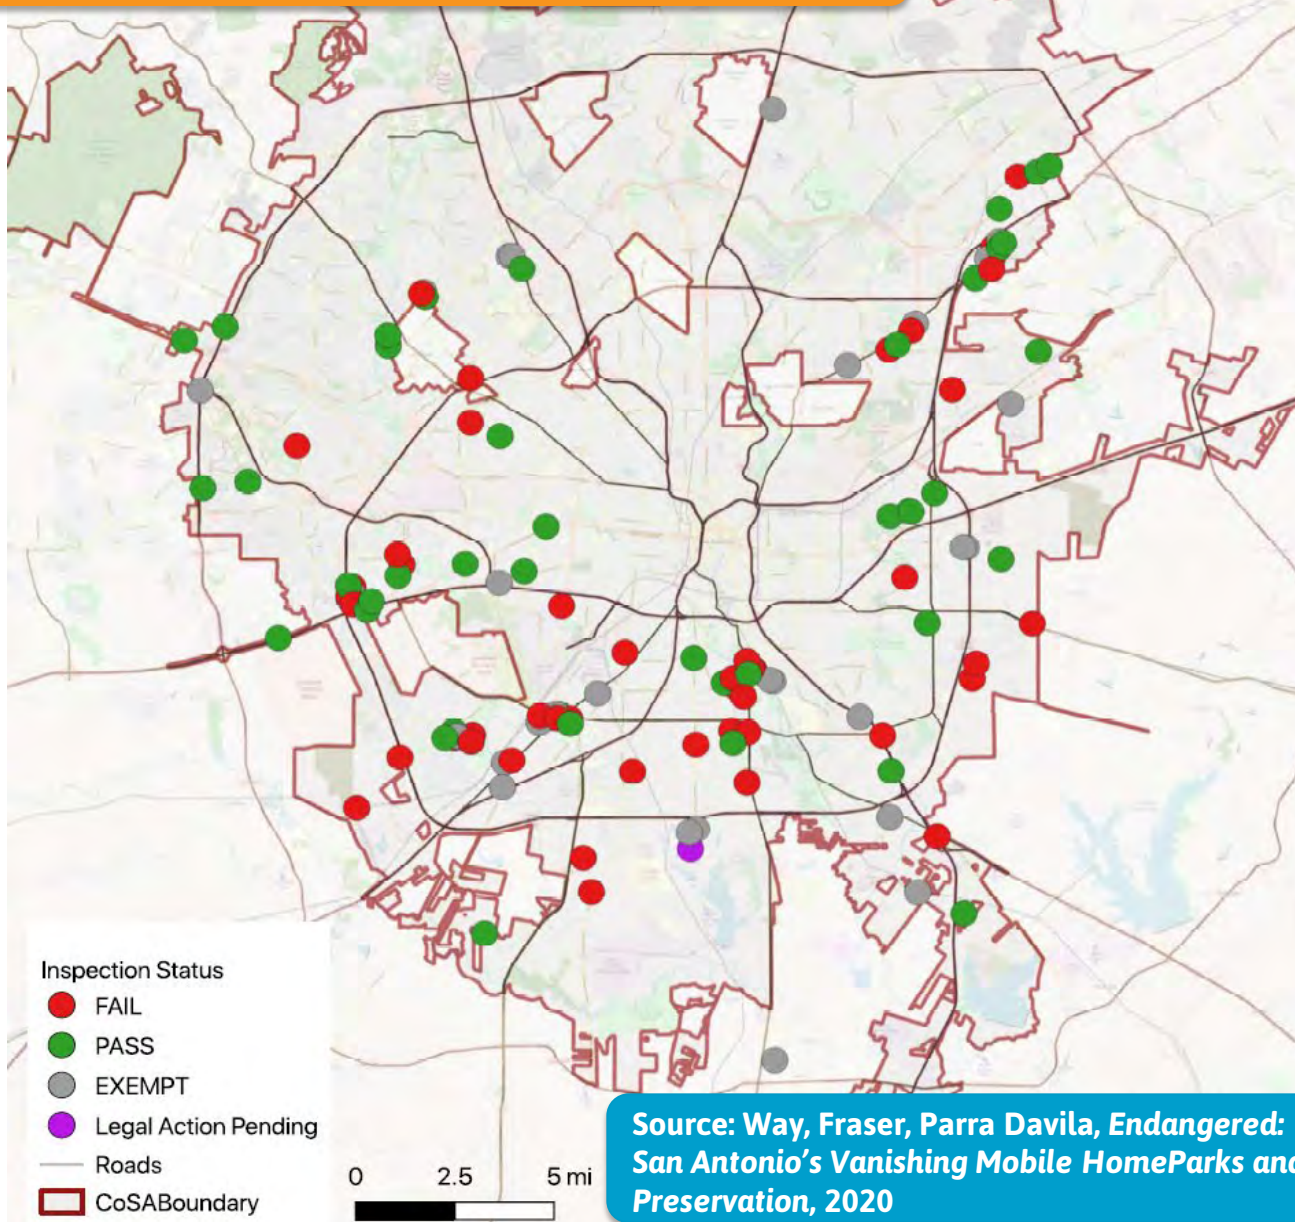 Inspection Status
FAIL
PASS
EXEMPT
Legal Action Pending
Roads
CoSABoundary
0 2.5 5 mi
Source: Way, Fraser, Parra Davila, Endangered:
San Antonio’s Vanishing Mobile HomeParks and
Preservation, 2020